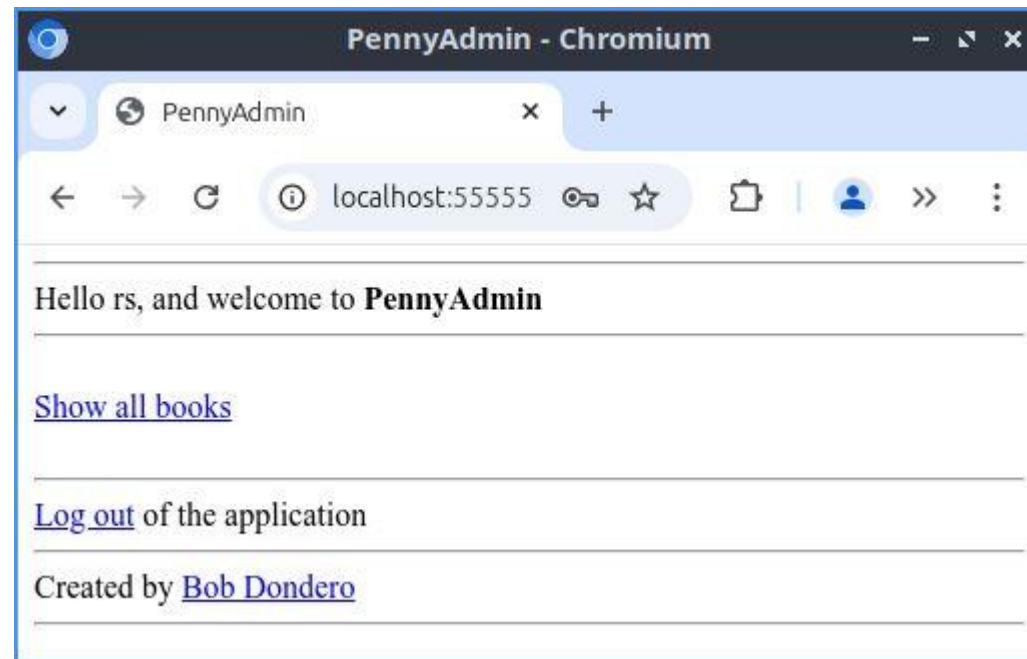 PennyAdmin - Chromium
PennyAdmin
localhost:55555
Hello rs, and welcome to PennyAdmin
Show all books
Log out of the application
Created by Bob Dondero